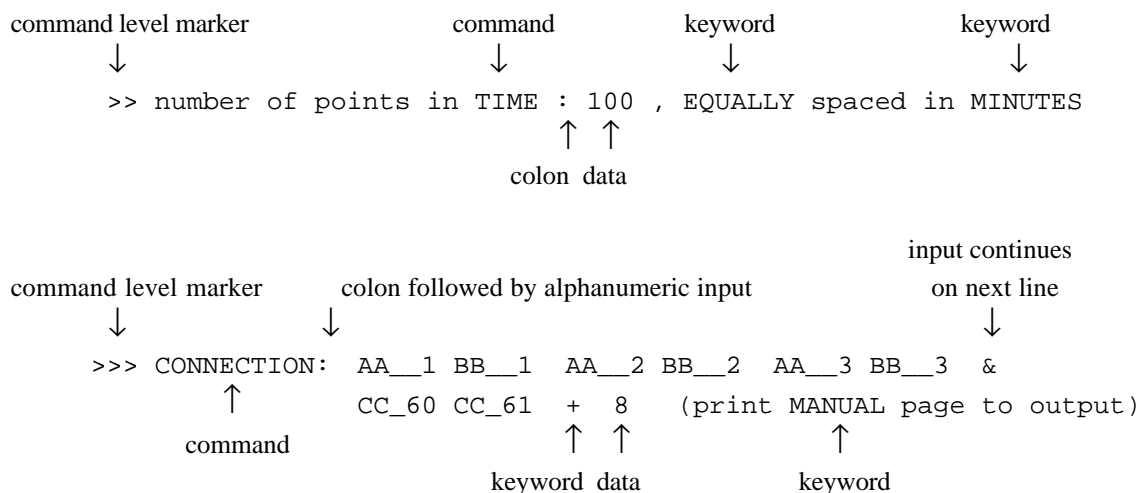 command level marker command keyword keyword
↓ ↓ ↓ ↓
>> number of points in TIME : 100 , EQUALLY spaced in MINUTES
↑ ↑
colon data
input continues
command level marker colon followed by alphanumeric input on next line
↓ ↓ ↓
>>> CONNECTION: AA__1 BB__1 AA__2 BB__2 AA__3 BB__3 &
↑ CC_60 CC_61 + 8 (print MANUAL page to output)
command ↑ ↑ ↑
keyword data keyword